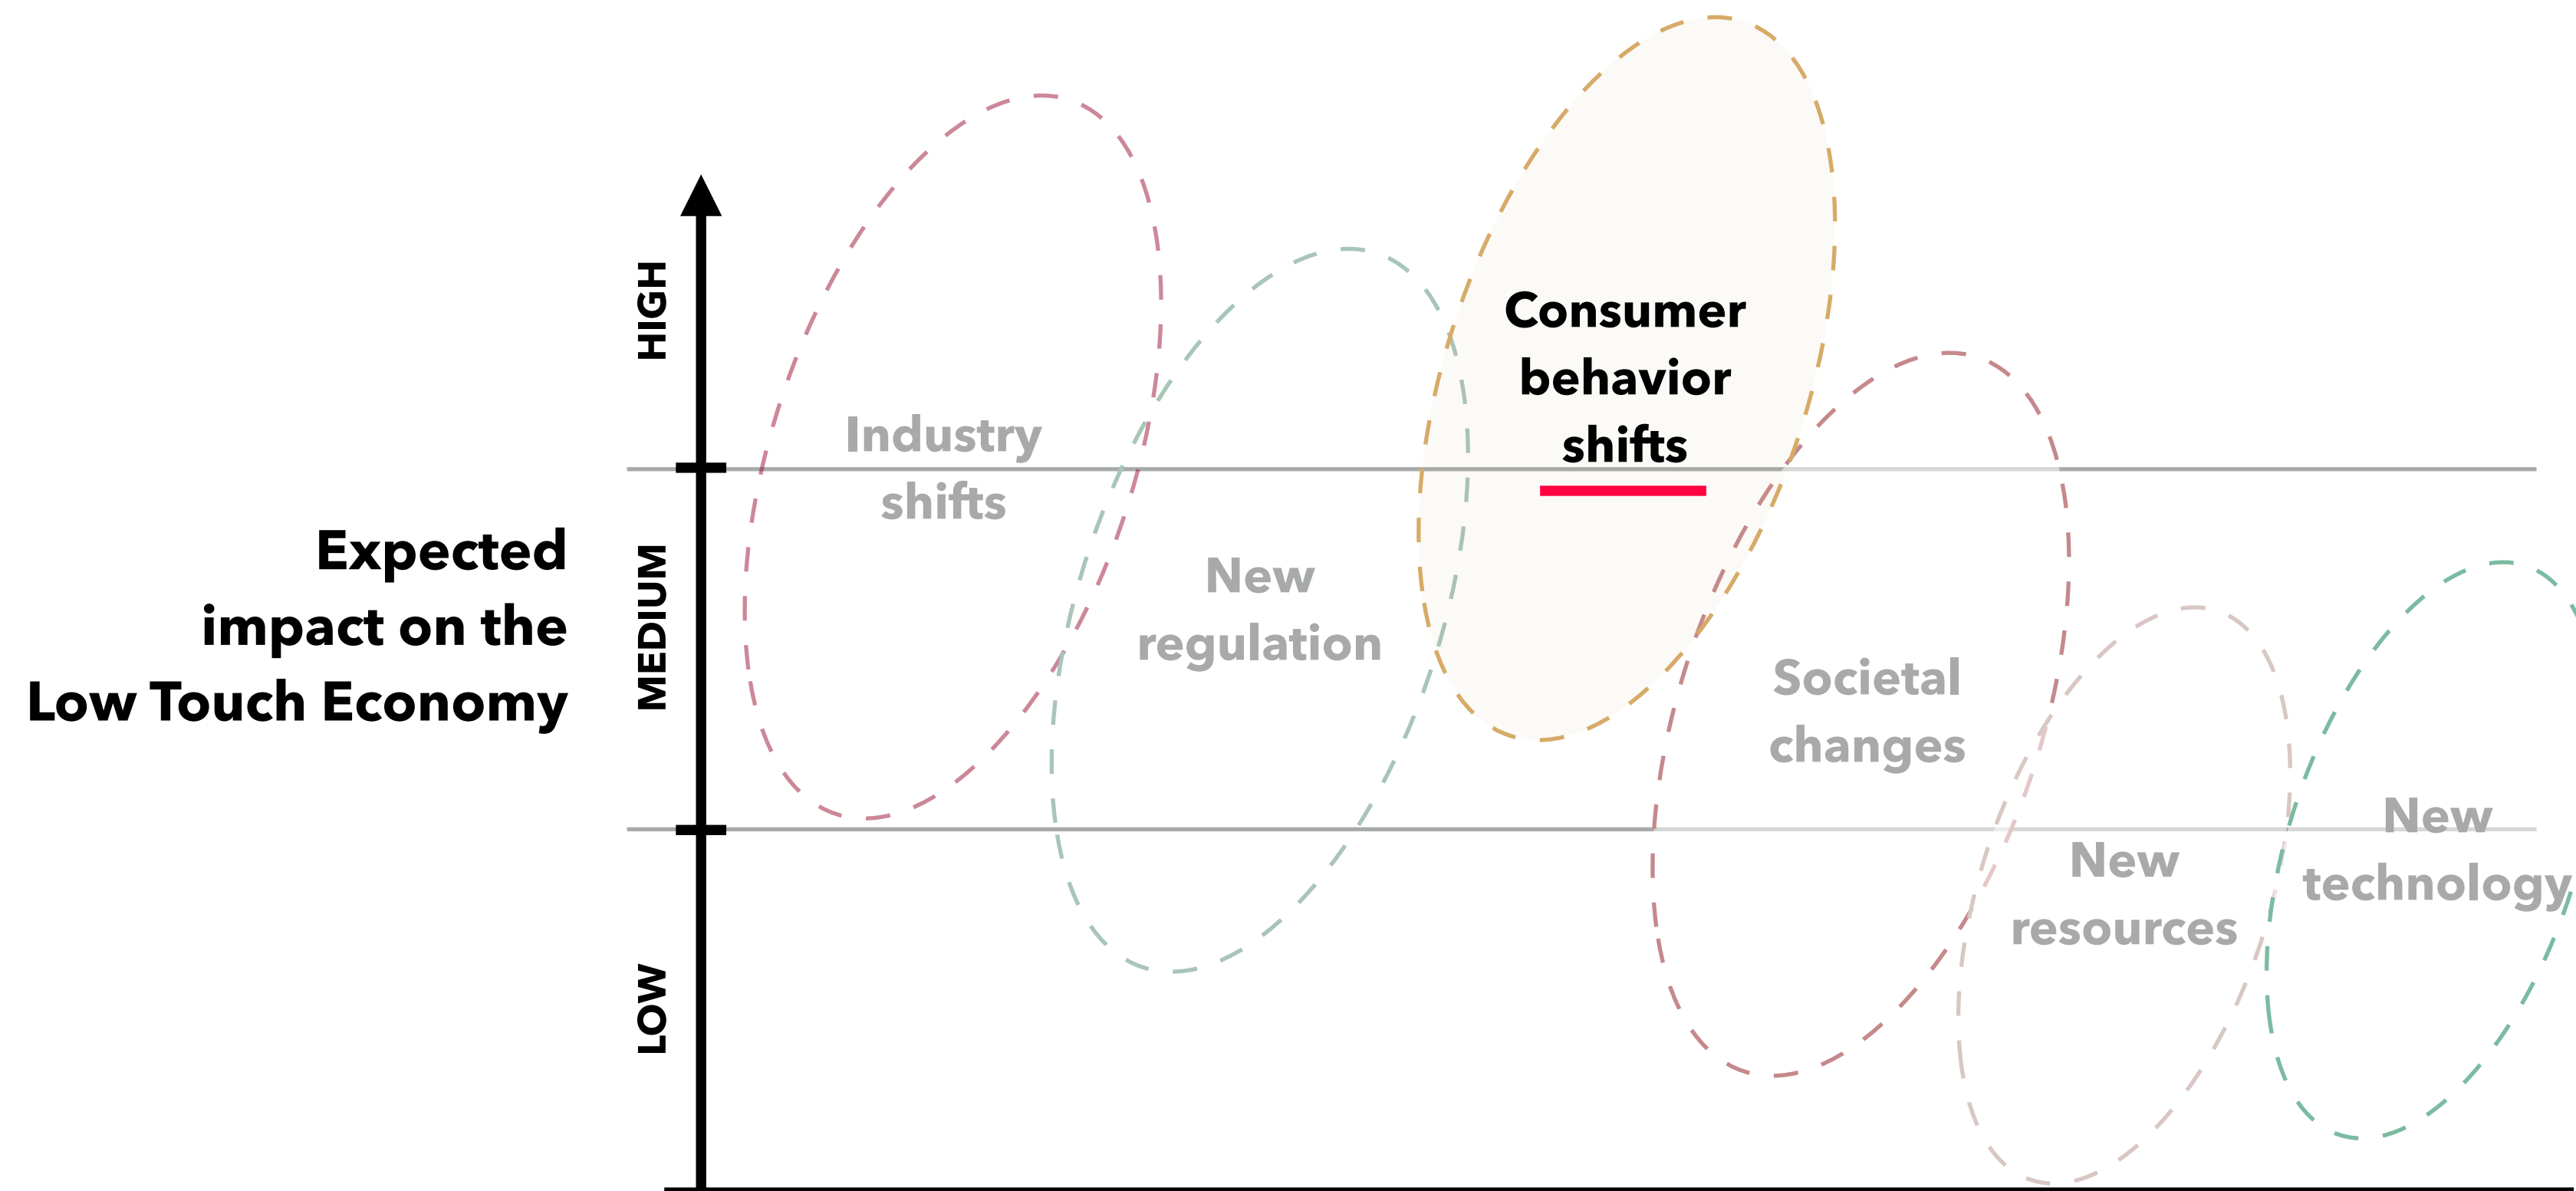 Expected
impact on the
Low Touch Economy
HIGH
MEDIUM
LOW
Industry
shifts
New
regulation
Consumer
behavior
shifts
Societal
changes
New
resources
New
technology